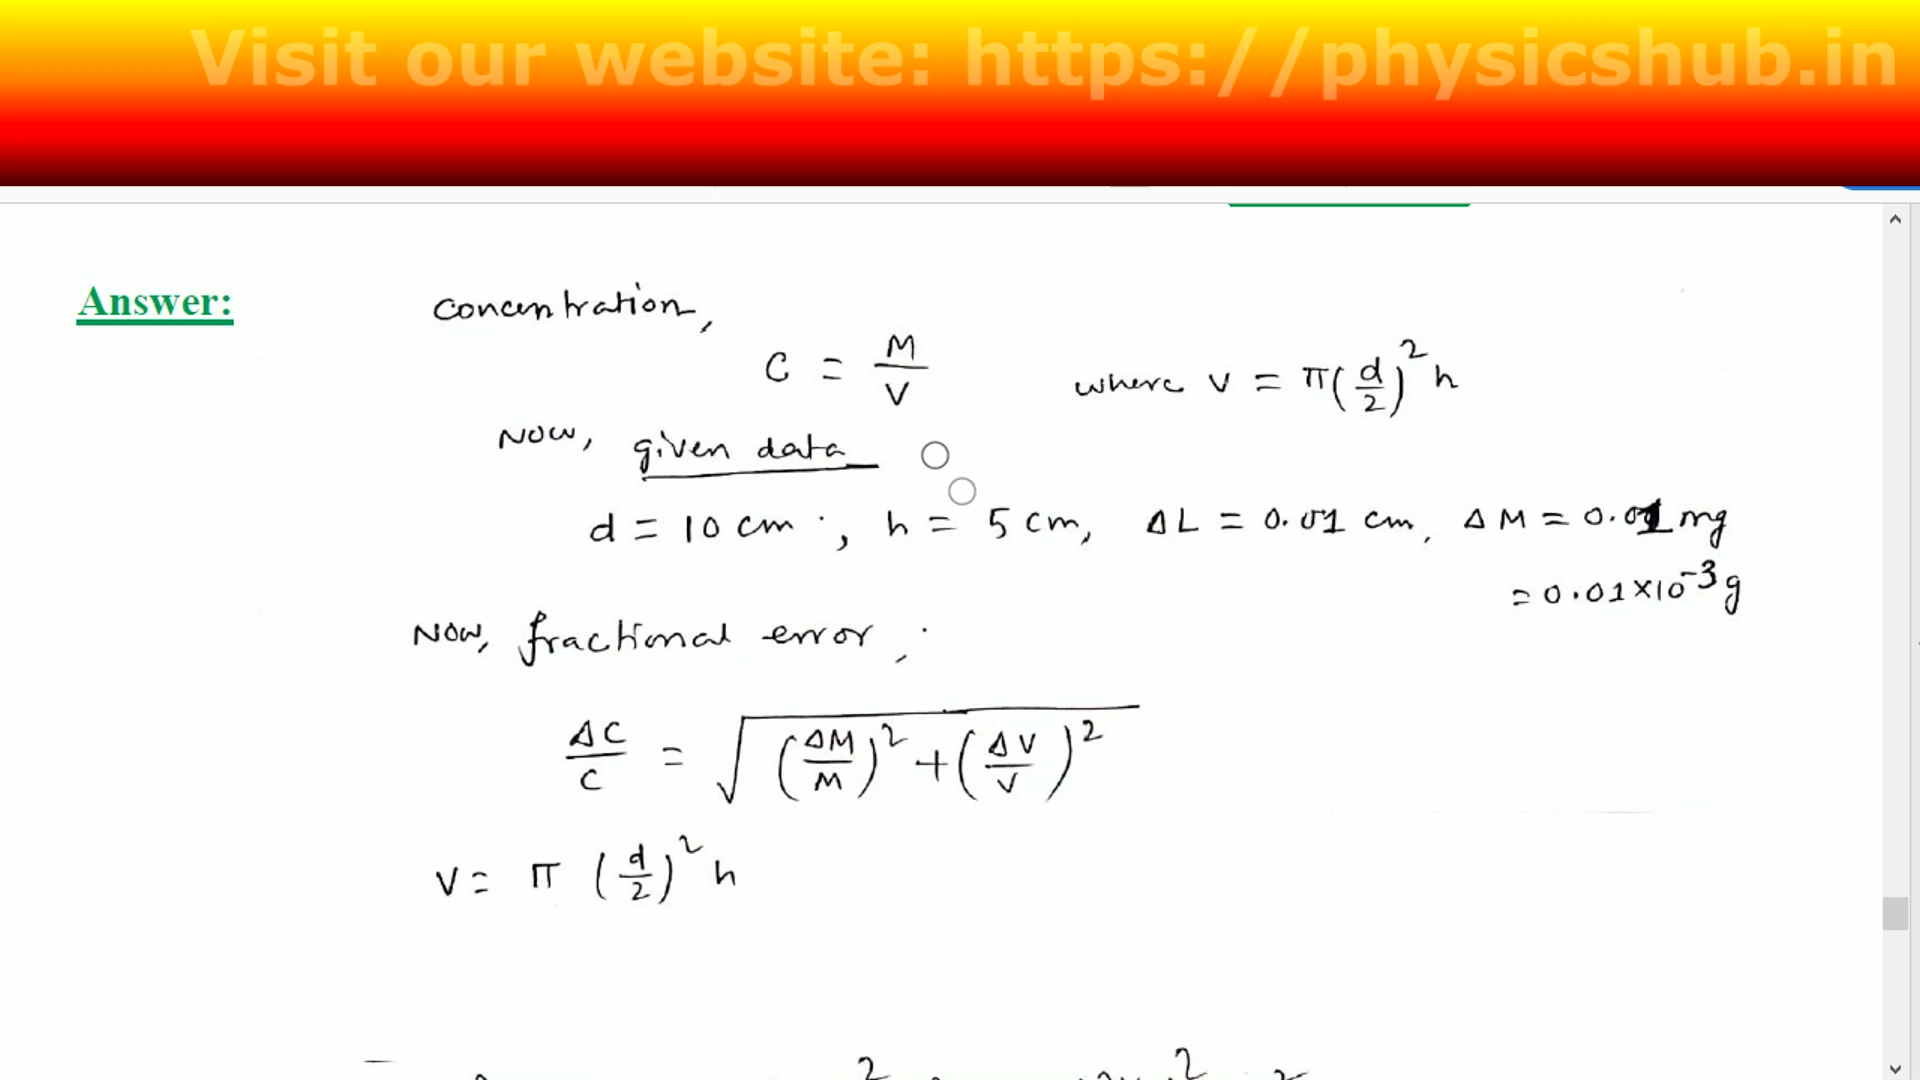 Visit our website: https://physicshub.in
Answer:
Concentration,
C = M/V where V = π(d/2)² h
Now, given data
d = 10 cm, h = 5 cm, ΔL = 0.01 cm, ΔM = 0.01 mg
= 0.01×10⁻³ g
Now, fractional error,
ΔC/C = √((ΔM/M)² + (ΔV/V)²)
V = π (d/2)² h